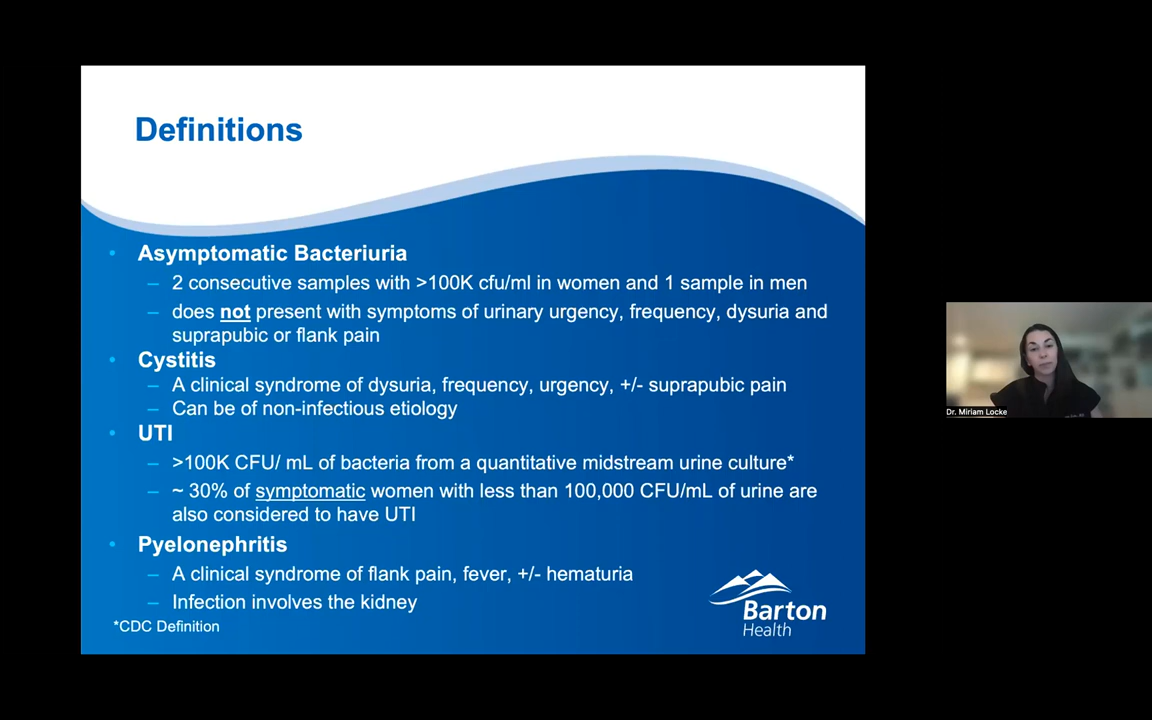 Definitions
• Asymptomatic Bacteriuria
– 2 consecutive samples with >100K cfu/ml in women and 1 sample in men
– does not present with symptoms of urinary urgency, frequency, dysuria and
suprapubic or flank pain
• Cystitis
– A clinical syndrome of dysuria, frequency, urgency, +/- suprapubic pain
– Can be of non-infectious etiology
• UTI
– >100K CFU/ mL of bacteria from a quantitative midstream urine culture*
– ~ 30% of symptomatic women with less than 100,000 CFU/mL of urine are
also considered to have UTI
• Pyelonephritis
– A clinical syndrome of flank pain, fever, +/- hematuria
– Infection involves the kidney
*CDC Definition
Barton
Health
Dr. Miriam Locke